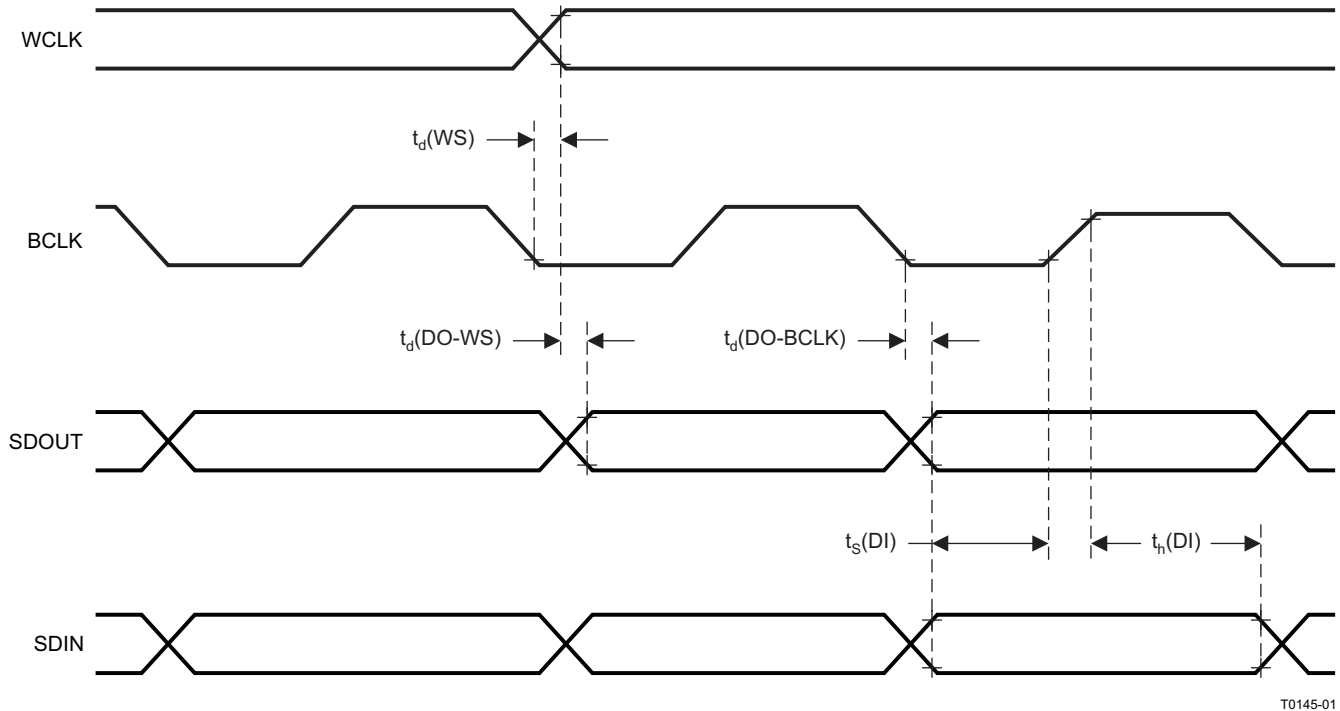 WCLK
t_d(WS)
BCLK
t_d(DO-WS) t_d(DO-BCLK)
SDOUT
t_S(DI) t_h(DI)
SDIN
T0145-01